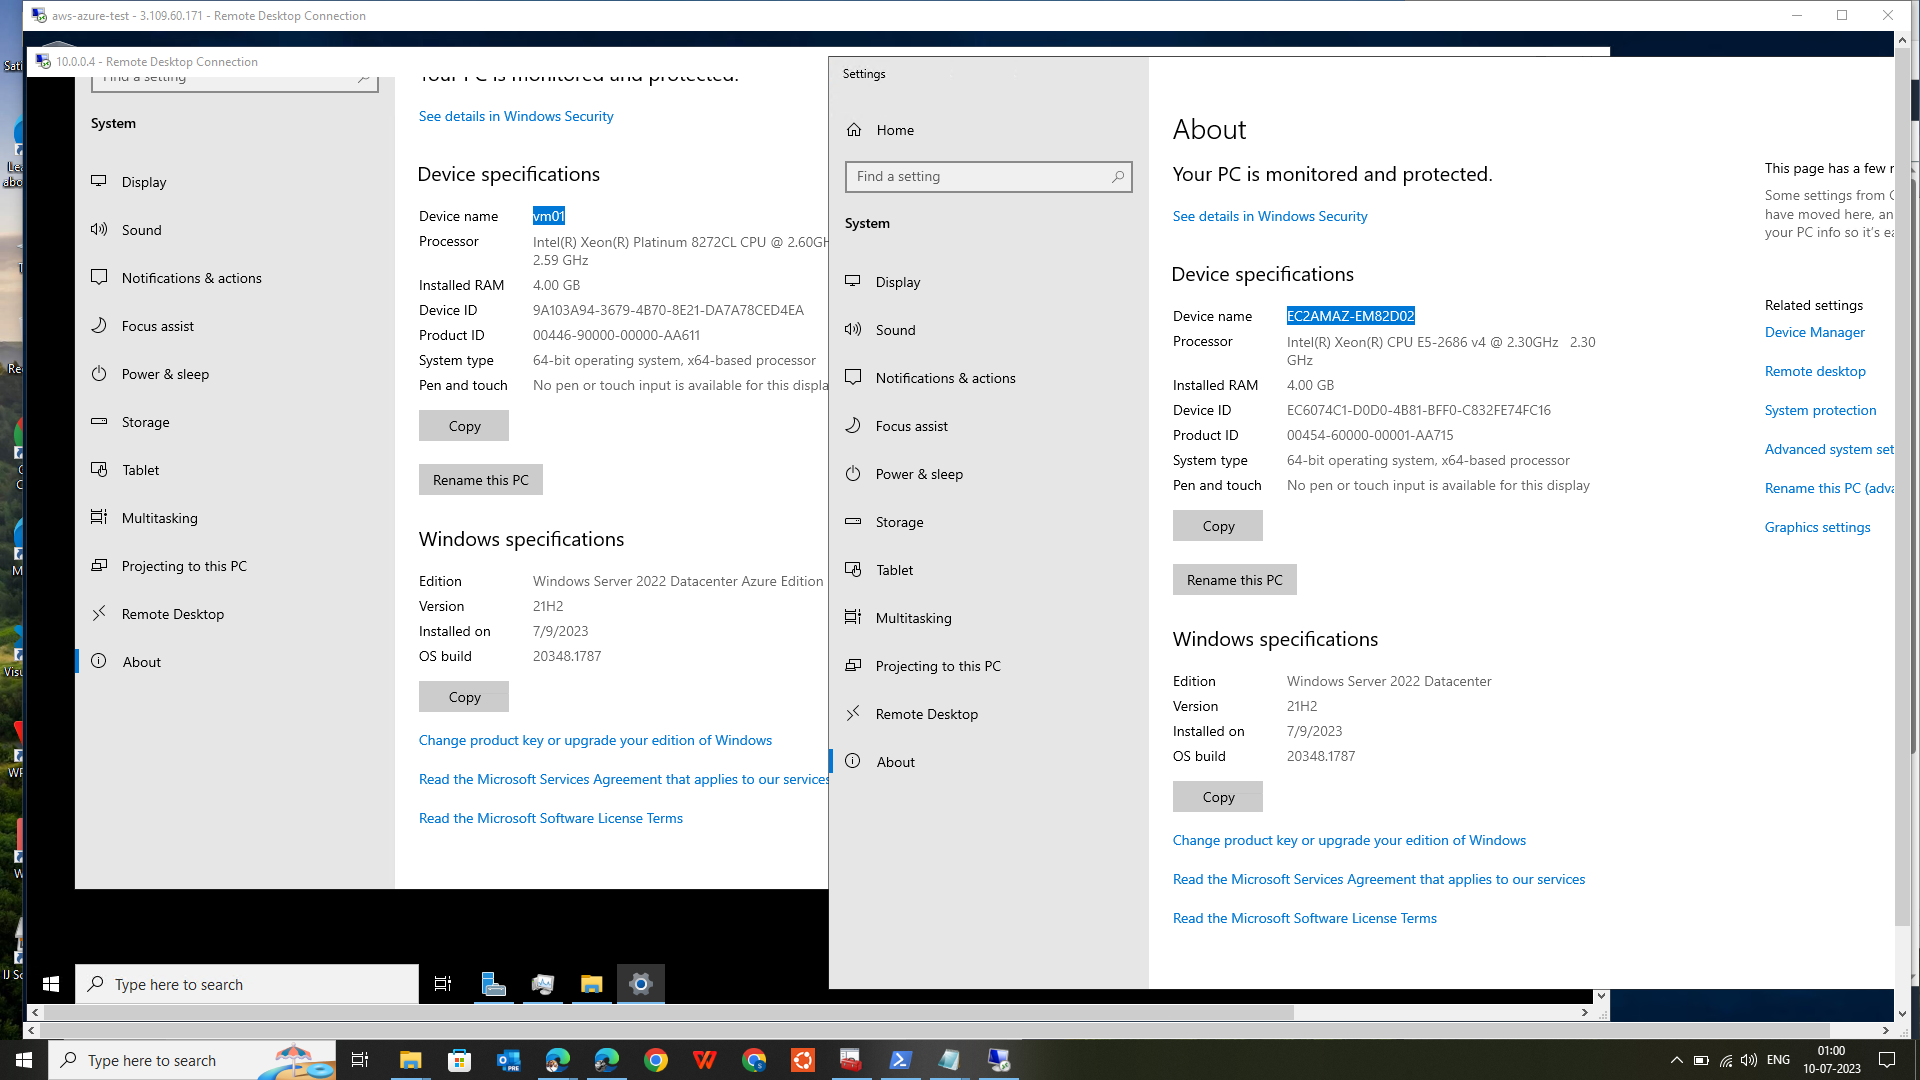 aws-azure-test - 3.109.60.171 - Remote Desktop Connection
10.0.0.4 - Remote Desktop Connection
Find a setting
System
Display
Sound
Notifications & actions
Focus assist
Power & sleep
Storage
Tablet
Multitasking
Projecting to this PC
Remote Desktop
About
Your PC is monitored and protected.
See details in Windows Security
Device specifications
Device name vm01
Processor Intel(R) Xeon(R) Platinum 8272CL CPU @ 2.60GH
2.59 GHz
Installed RAM 4.00 GB
Device ID 9A103A94-3679-4B70-8E21-DA7A78CED4EA
Product ID 00446-90000-00000-AA611
System type 64-bit operating system, x64-based processor
Pen and touch No pen or touch input is available for this displa
Copy
Rename this PC
Windows specifications
Edition Windows Server 2022 Datacenter Azure Edition
Version 21H2
Installed on 7/9/2023
OS build 20348.1787
Copy
Change product key or upgrade your edition of Windows
Read the Microsoft Services Agreement that applies to our services
Read the Microsoft Software License Terms
Type here to search
Settings
Home
Find a setting
System
Display
Sound
Notifications & actions
Focus assist
Power & sleep
Storage
Tablet
Multitasking
Projecting to this PC
Remote Desktop
About
About
Your PC is monitored and protected.
See details in Windows Security
Device specifications
Device name EC2AMAZ-EM82D02
Processor Intel(R) Xeon(R) CPU E5-2686 v4 @ 2.30GHz 2.30
GHz
Installed RAM 4.00 GB
Device ID EC6074C1-D0D0-4B81-BFF0-C832FE74FC16
Product ID 00454-60000-00001-AA715
System type 64-bit operating system, x64-based processor
Pen and touch No pen or touch input is available for this display
Copy
Rename this PC
Windows specifications
Edition Windows Server 2022 Datacenter
Version 21H2
Installed on 7/9/2023
OS build 20348.1787
Copy
Change product key or upgrade your edition of Windows
Read the Microsoft Services Agreement that applies to our services
Read the Microsoft Software License Terms
This page has a few
Some settings from
have moved here, an
your PC info so it's ea
Related settings
Device Manager
Remote desktop
System protection
Advanced system set
Rename this PC (adva
Graphics settings
Type here to search
ENG
01:00
10-07-2023